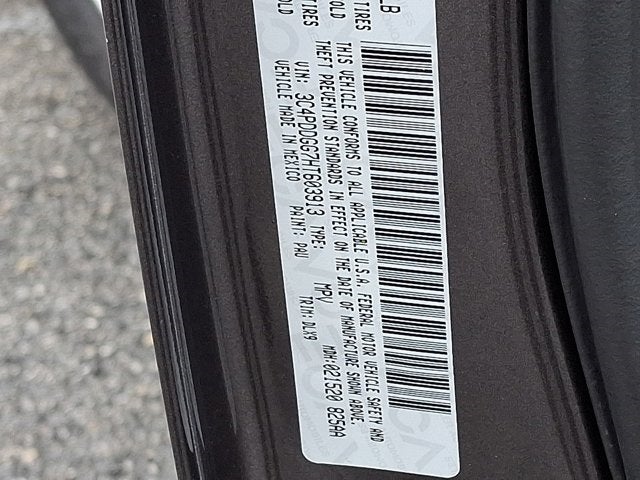 LB
TIRES
OLD
TIRES
OLD
THIS VEHICLE CONFORMS TO ALL APPLICABLE U.S.A. FEDERAL MOTOR VEHICLE SAFETY AND
THEFT PREVENTION STANDARDS IN EFFECT ON THE DATE OF MANUFACTURE SHOWN ABOVE.
VIN: 3C4PDDGG7HT603913 TYPE: MPV MDH:021520 825AA
VEHICLE MADE IN MEXICO PAINT: PAU TRIM: DLX9